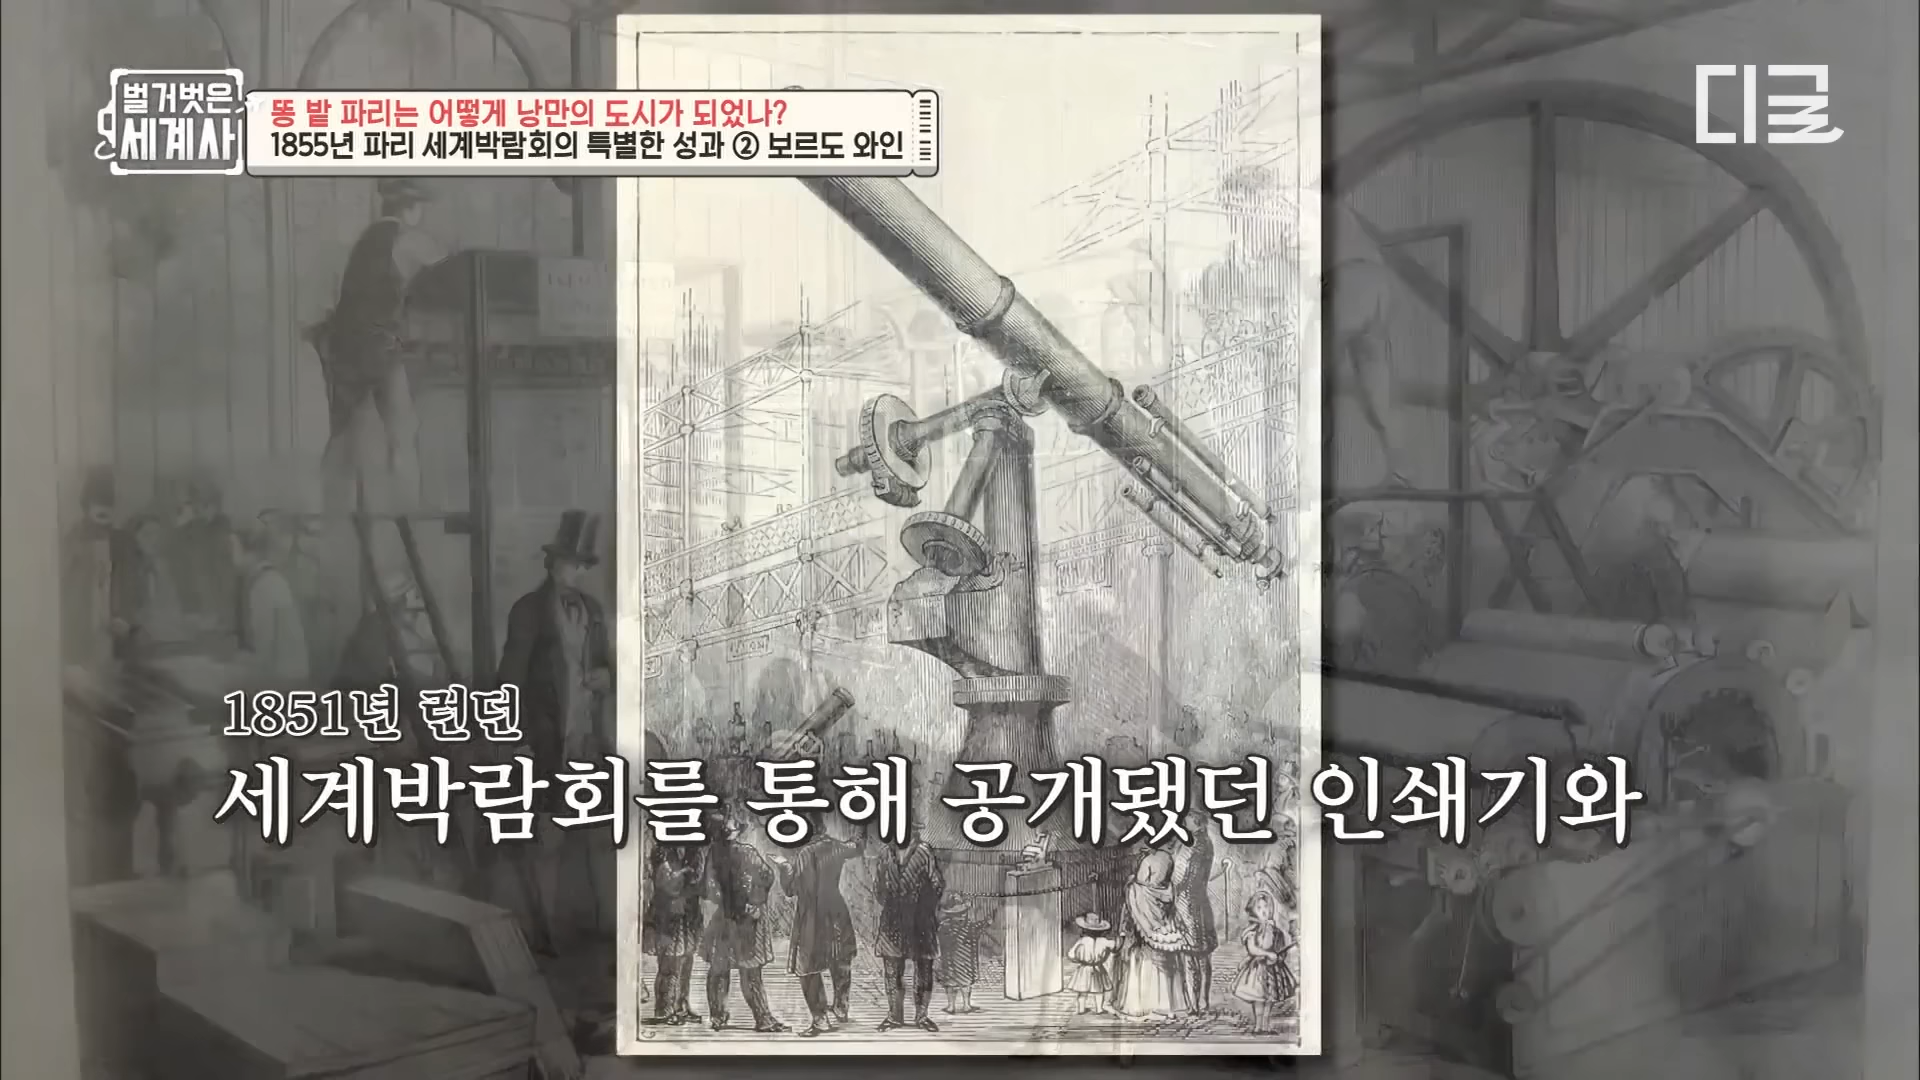 벌거벗은
세계사
똥 밭 파리는 어떻게 낭만의 도시가 되었나?
1855년 파리 세계박람회의 특별한 성과 ② 보르도 와인
디글
1851년 런던
세계박람회를 통해 공개됐던 인쇄기와